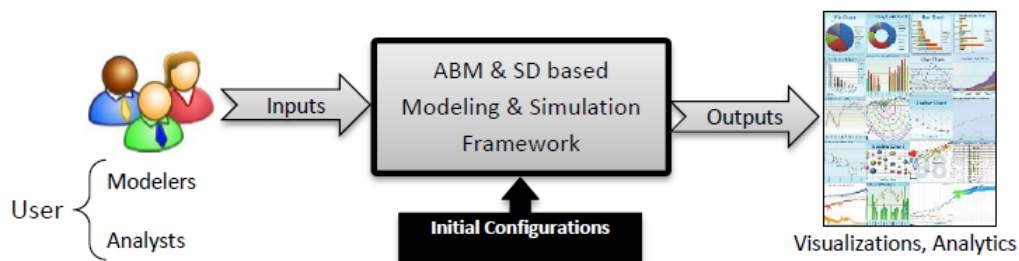 Inputs
ABM & SD based
Modeling & Simulation
Framework
Outputs
Initial Configurations
User
Modelers
Analysts
Visualizations, Analytics